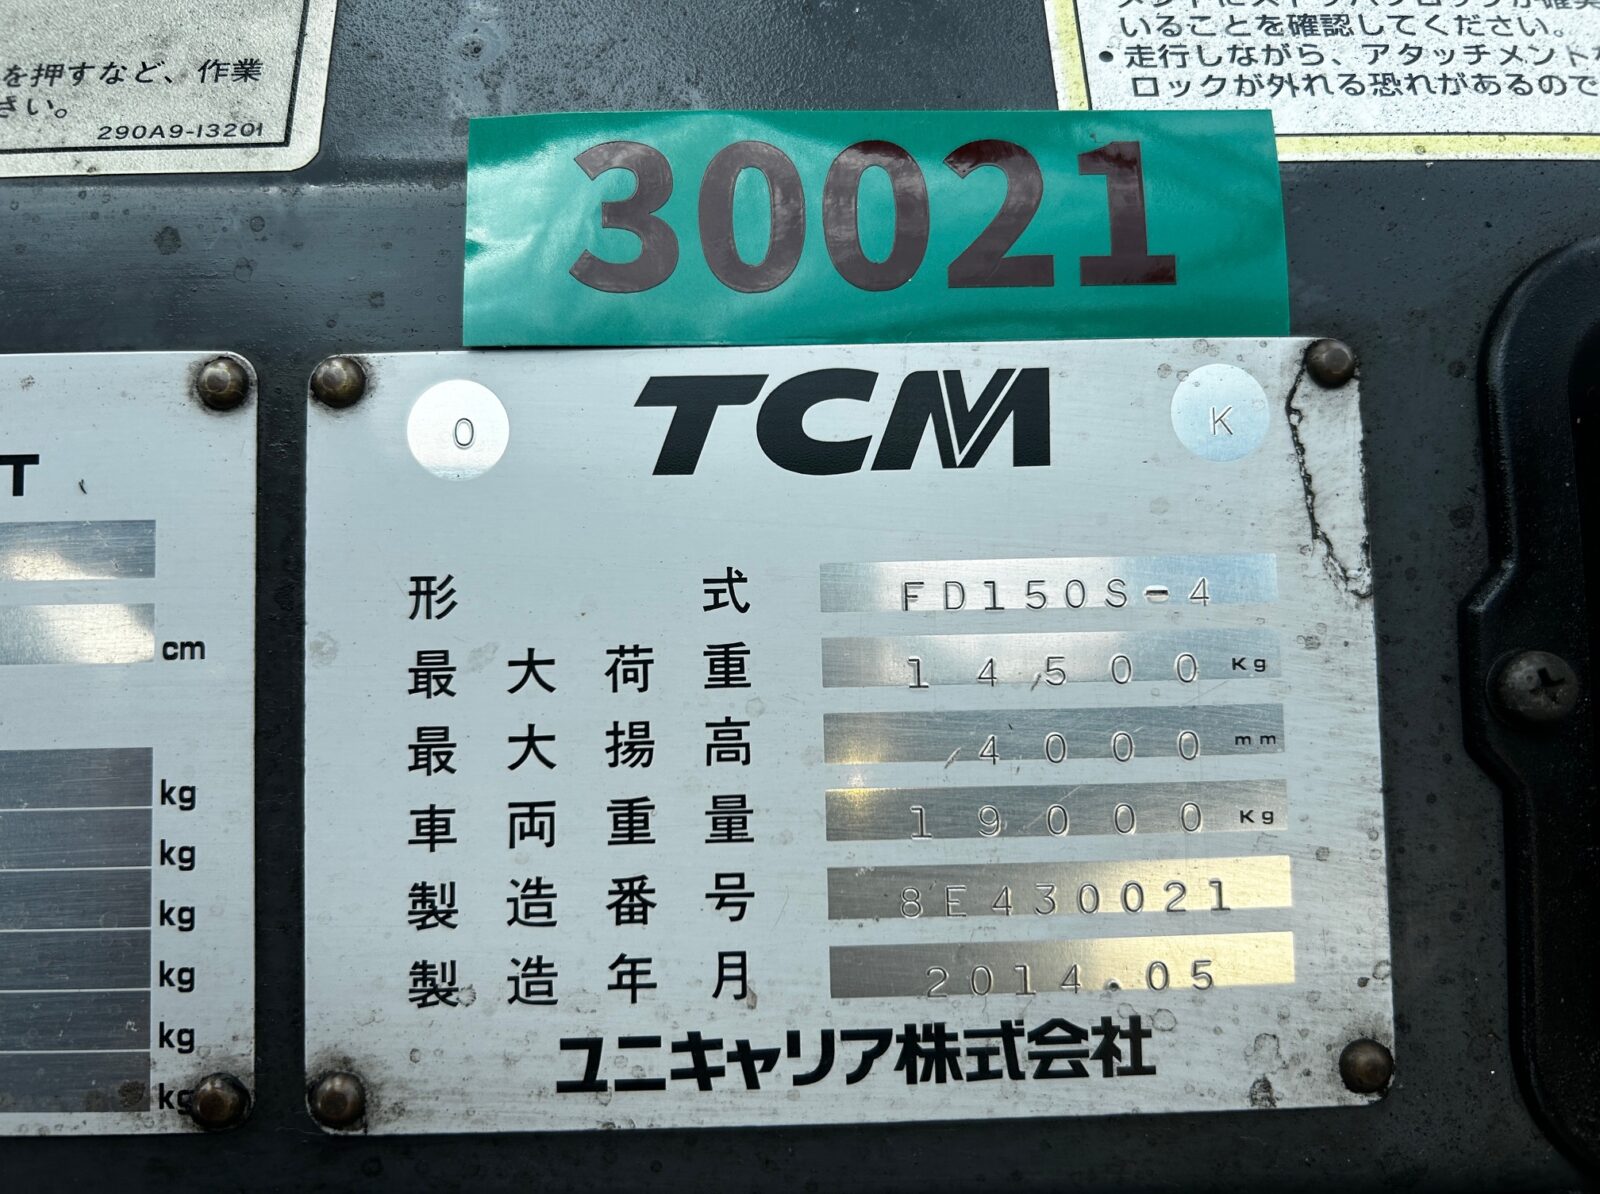 を押すなど、作業
さい。
290A9-13201
いることを確認してください。
•走行しながら、アタッチメント
ロックが外れる恐れがあるので
30021
T
cm
kg
kg
kg
kg
kg
kg
O TCM K
形式 FD150S-4
最大荷重 14500 Kg
最大揚高 4000 mm
車両重量 19000 Kg
製造番号 8E430021
製造年月 2014.05
ユニキャリア株式会社